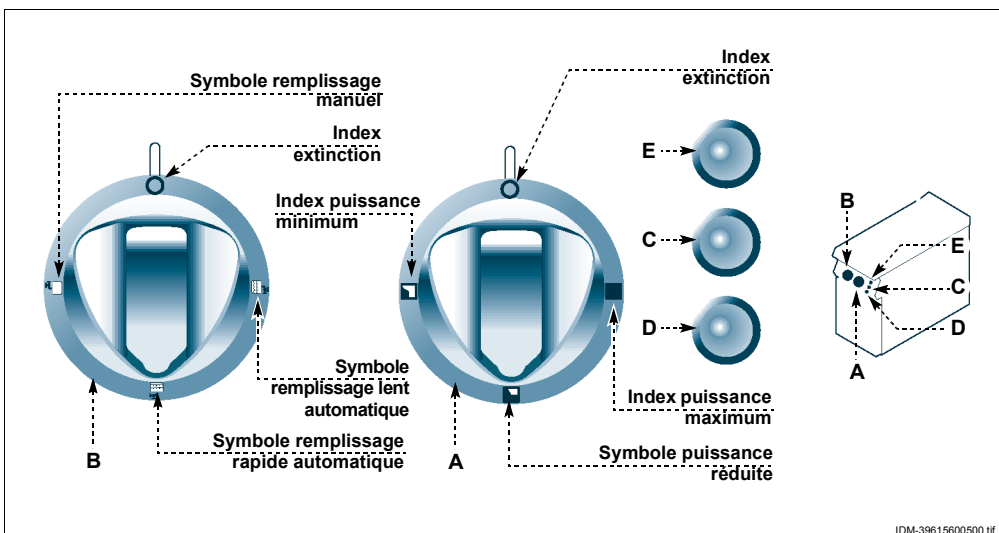 Symbole remplissage
manuel
Index
extinction
B
Index
extinction
Index puissance
minimum
A
E
C
D
Symbole
remplissage lent
automatique
Symbole remplissage
rapide automatique
Index puissance
maximum
Symbole puissance
réduite
B
E
C
D
A
IDM-39615600500.tif